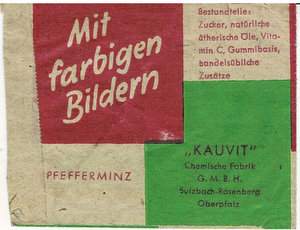 Mit
farbigen
Bildern
Bestandteile:
Zucker, natürliche
ätherische Öle, Vita-
min C, Gummibasis,
handelsübliche
Zusätze
PFEFFERMINZ
„KAUVIT"
Chemische Fabrik
G. M. B. H.
Sulzbach-Rosenberg
Oberpfalz